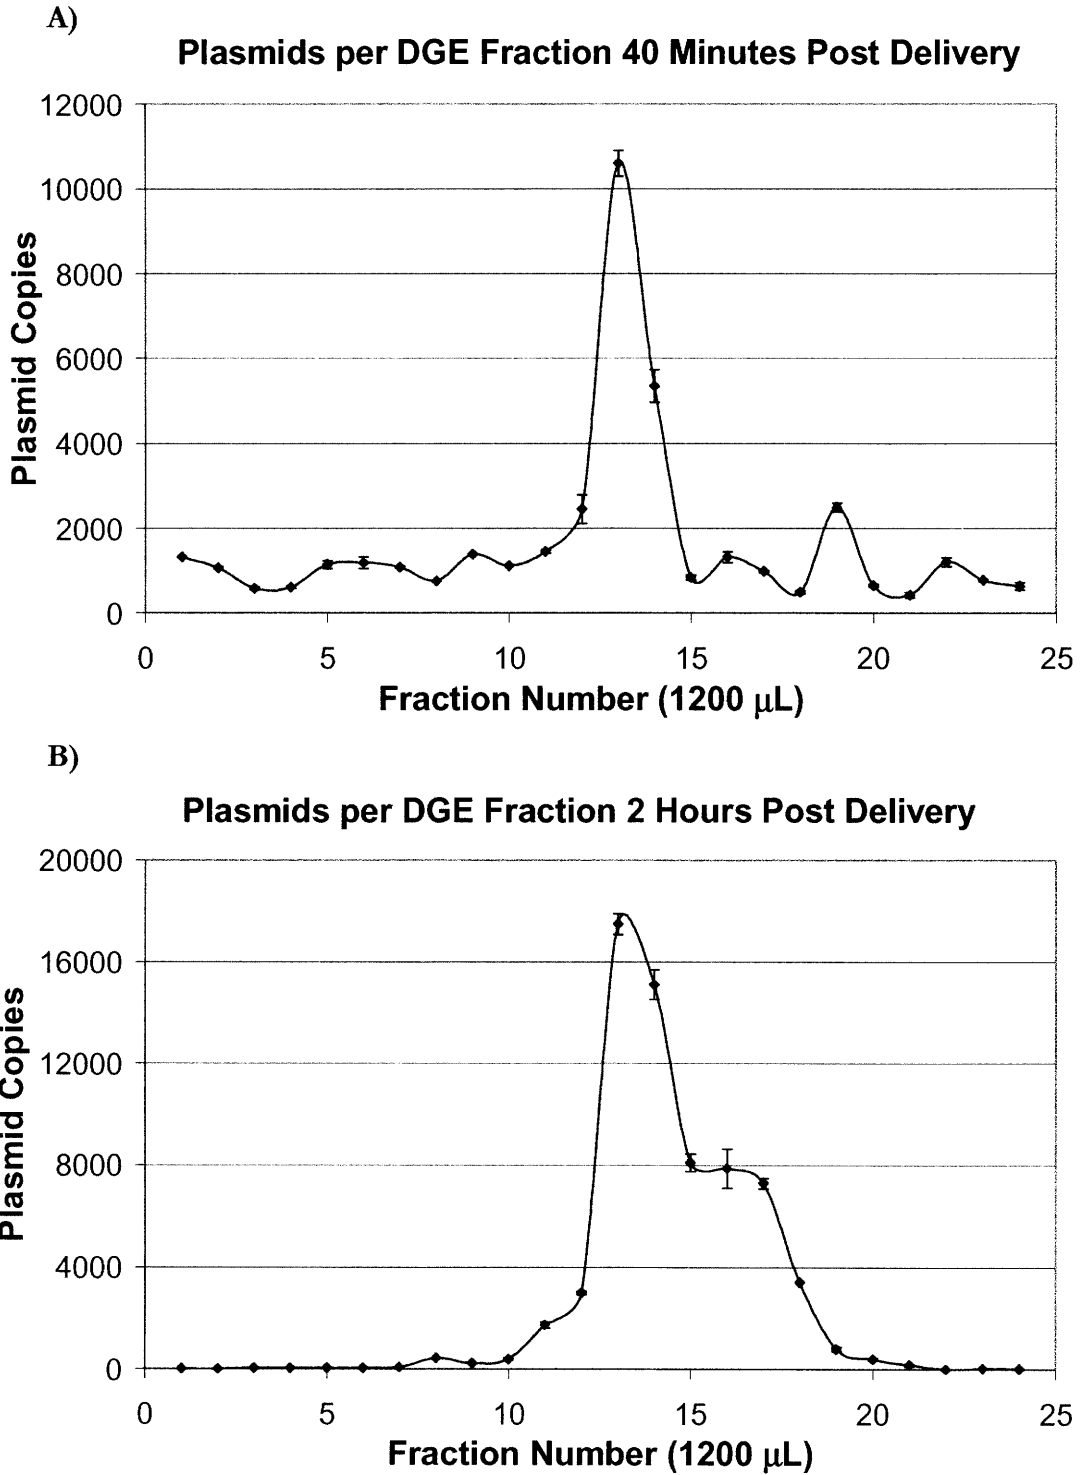 A)
Plasmids per DGE Fraction 40 Minutes Post Delivery
12000
10000
8000
6000
4000
2000
0
Plasmid Copies
0 5 10 15 20 25
Fraction Number (1200 μL)
B)
Plasmids per DGE Fraction 2 Hours Post Delivery
20000
16000
12000
8000
4000
0
Plasmid Copies
0 5 10 15 20 25
Fraction Number (1200 μL)